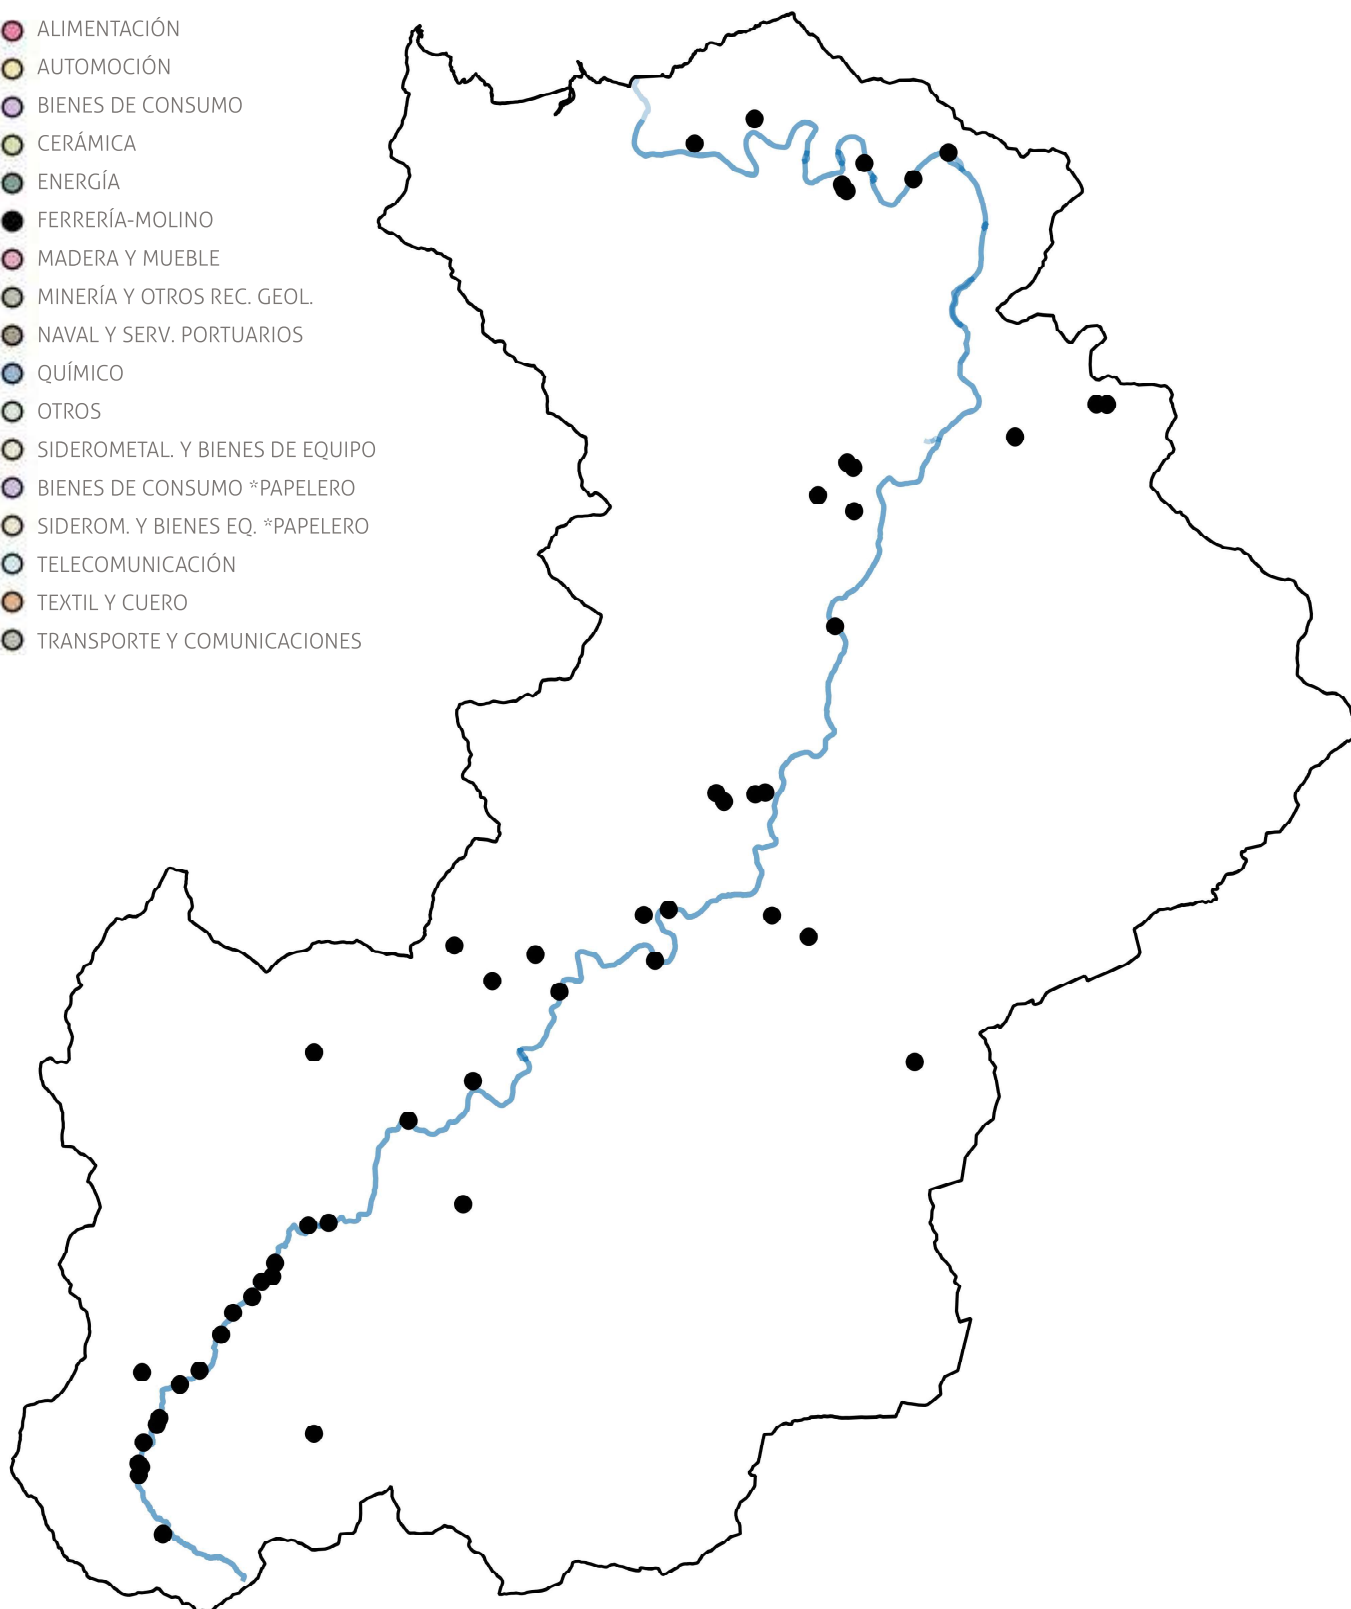 ALIMENTACIÓN
AUTOMOCIÓN
BIENES DE CONSUMO
CERÁMICA
ENERGÍA
FERRERÍA-MOLINO
MADERA Y MUEBLE
MINERÍA Y OTROS REC. GEOL.
NAVAL Y SERV. PORTUARIOS
QUÍMICO
OTROS
SIDEROMETAL. Y BIENES DE EQUIPO
BIENES DE CONSUMO *PAPELERO
SIDEROM. Y BIENES EQ. *PAPELERO
TELECOMUNICACIÓN
TEXTIL Y CUERO
TRANSPORTE Y COMUNICACIONES